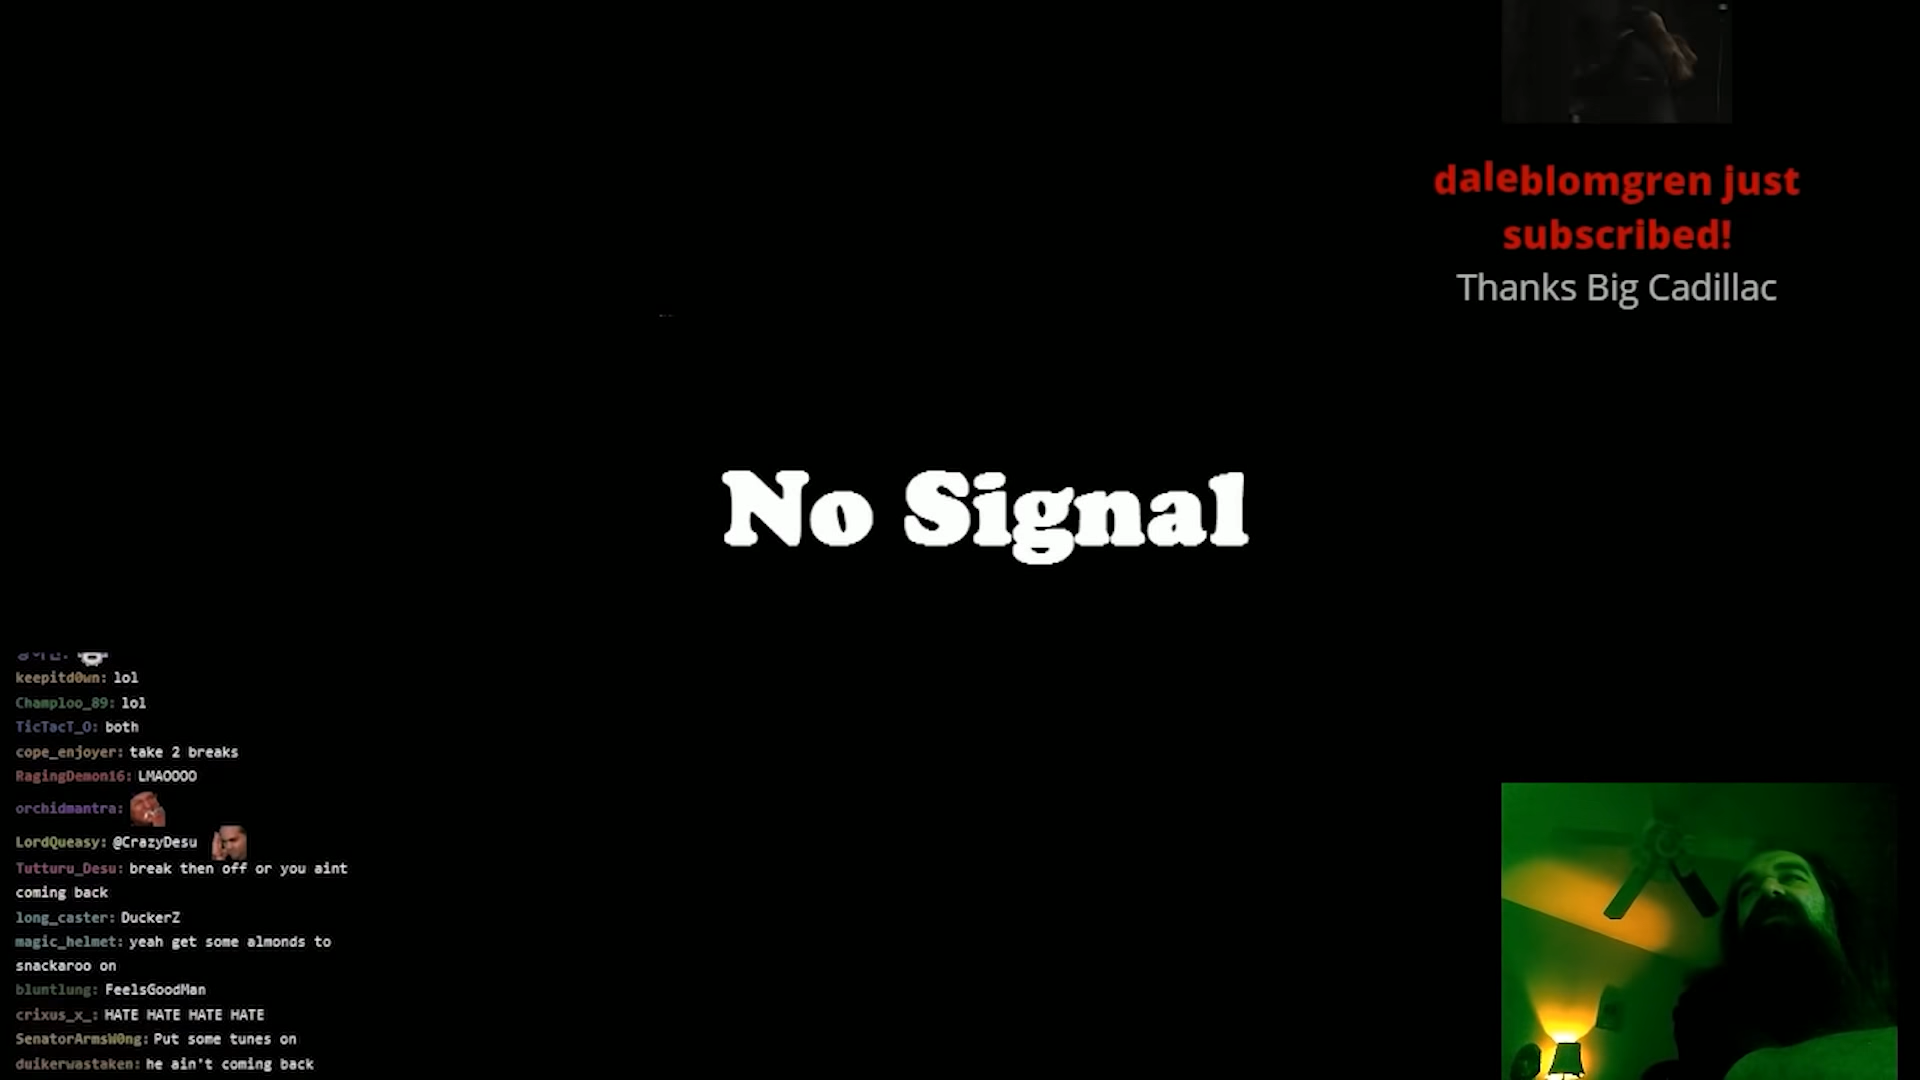 daleblomgren just
subscribed!
Thanks Big Cadillac
No Signal
keepitd0wn: lol
Champloo_89: lol
TicTacT_O: both
cope_enjoyer: take 2 breaks
RagingDemon16: LMAOOOO
orchidmantra:
LordQueasy: @CrazyDesu
Tutturu_Desu: break then off or you aint
coming back
long_caster: DuckerZ
magic_helmet: yeah get some almonds to
snackaroo on
bluntlung: FeelsGoodMan
crixus_x_: HATE HATE HATE HATE
SenatorArmsW0ng: Put some tunes on
duikerwastaken: he ain't coming back